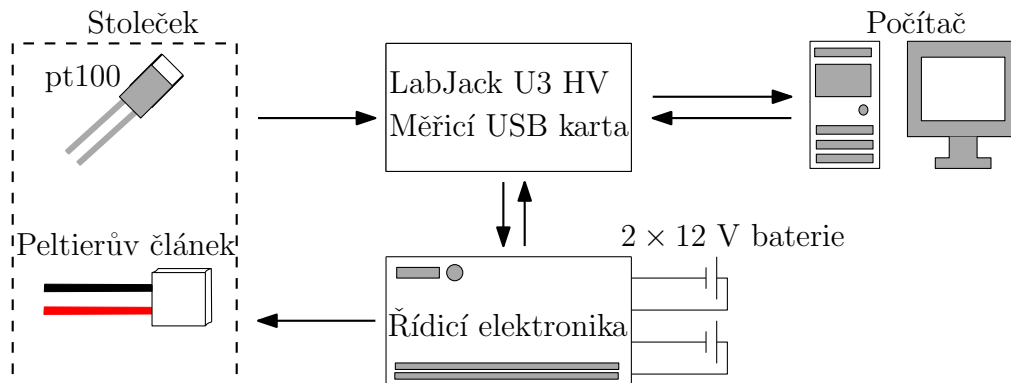 Stoleček
Počítač
pt100
LabJack U3 HV
Měřicí USB karta
Peltierův článek
2 × 12 V baterie
Řídicí elektronika